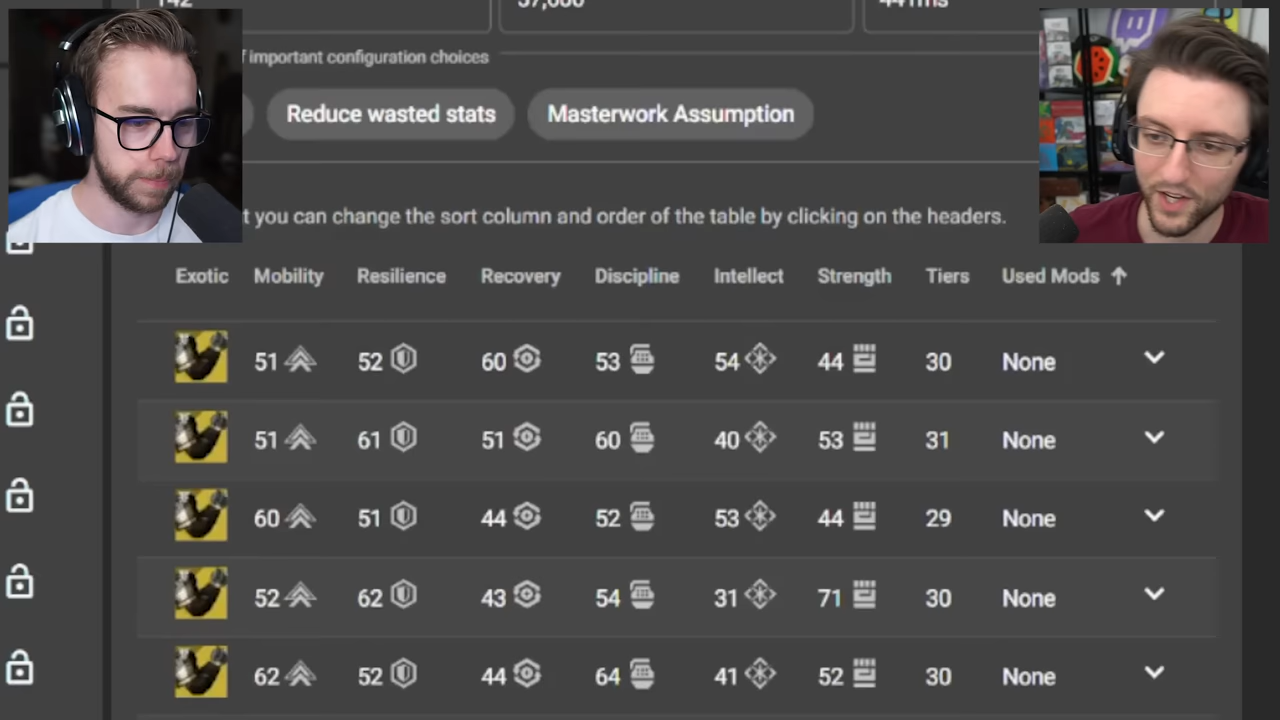 important configuration choices
Reduce wasted stats
Masterwork Assumption
you can change the sort column and order of the table by clicking on the headers.
Exotic Mobility Resilience Recovery Discipline Intellect Strength Tiers Used Mods
51 52 60 53 54 44 30 None
51 61 51 60 40 53 31 None
60 51 44 52 53 44 29 None
52 62 43 54 31 71 30 None
62 52 44 64 41 52 30 None